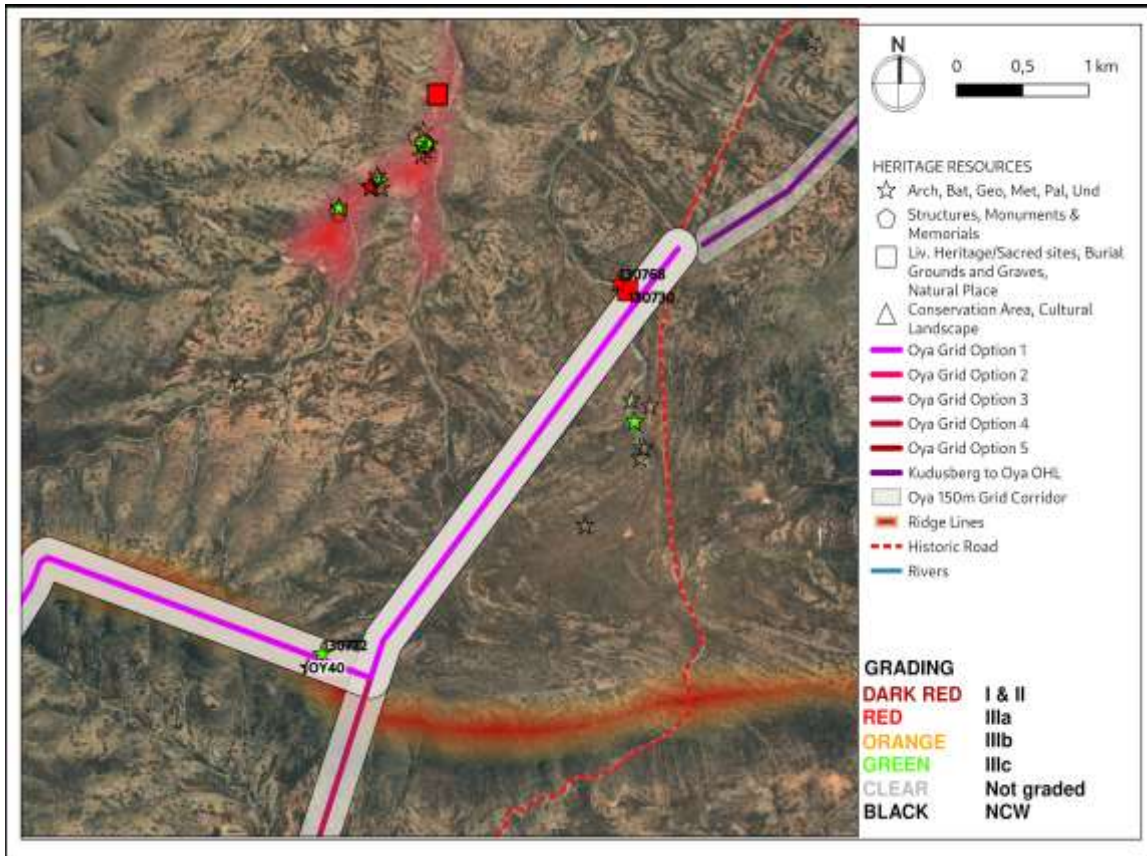 N
0 0,5 1 km
HERITAGE RESOURCES
Arch, Bat, Geo, Met, Pal, Und
Structures, Monuments &
Memorials
Liv. Heritage/Sacred sites, Burial
Grounds and Graves,
Natural Place
Conservation Area, Cultural
Landscape
Oya Grid Option 1
Oya Grid Option 2
Oya Grid Option 3
Oya Grid Option 4
Oya Grid Option 5
Kudusberg to Oya OHL
Oya 150m Grid Corridor
Ridge Lines
Historic Road
Rivers
GRADING
DARK RED I & II
RED IIIa
ORANGE IIIb
GREEN IIIc
CLEAR Not graded
BLACK NCW
130768
130730
OY40